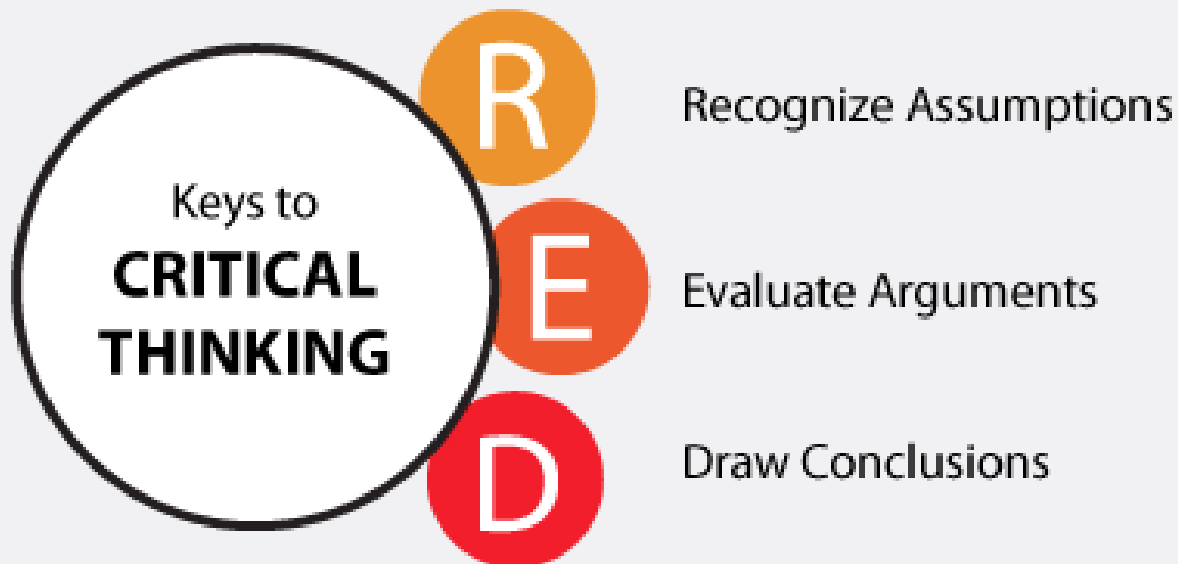 Keys to
CRITICAL
THINKING
R
Recognize Assumptions
E
Evaluate Arguments
D
Draw Conclusions